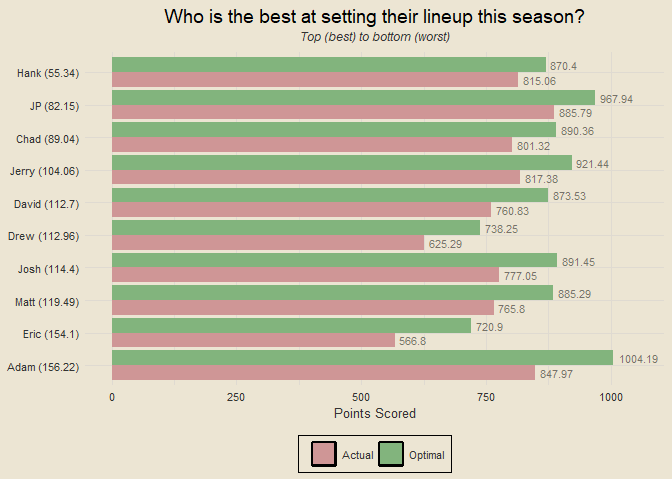 Who is the best at setting their lineup this season?
Top (best) to bottom (worst)
Hank (55.34)
870.4
815.06
JP (82.15)
967.94
885.79
Chad (89.04)
890.36
801.32
Jerry (104.06)
921.44
817.38
David (112.7)
873.53
760.83
Drew (112.96)
738.25
625.29
Josh (114.4)
891.45
777.05
Matt (119.49)
885.29
765.8
Eric (154.1)
720.9
566.8
Adam (156.22)
1004.19
847.97
0 250 500 750 1000
Points Scored
Actual Optimal